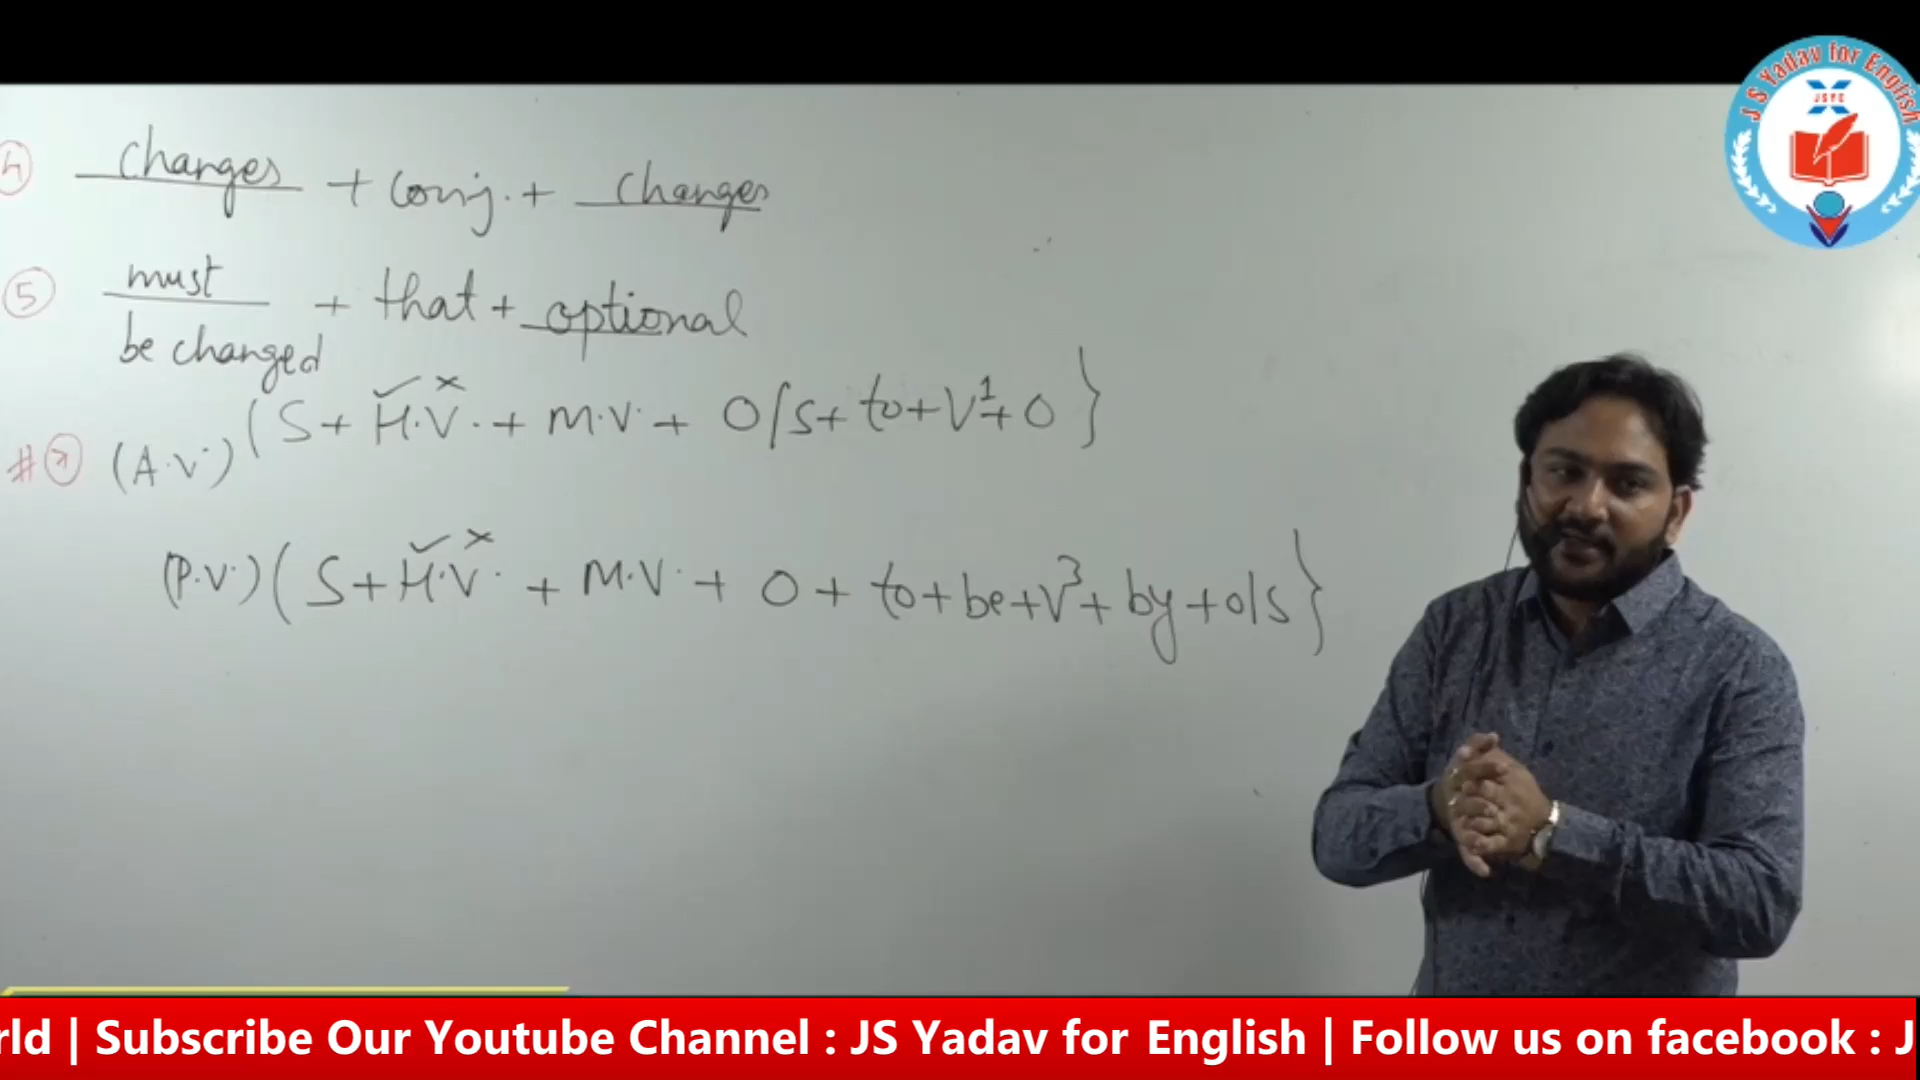 J S Yadav for English
JSYE
④ changes + Conj. + changes
⑤ must + that + optional
be changed
# ⑦ (A.V.) (S + H.V. + M.V. + O/S + to + V¹ + O}
(P.V.) (S + H.V. + M.V. + O + to + be + V³ + by + O/S}
rld | Subscribe Our Youtube Channel : JS Yadav for English | Follow us on facebook : J